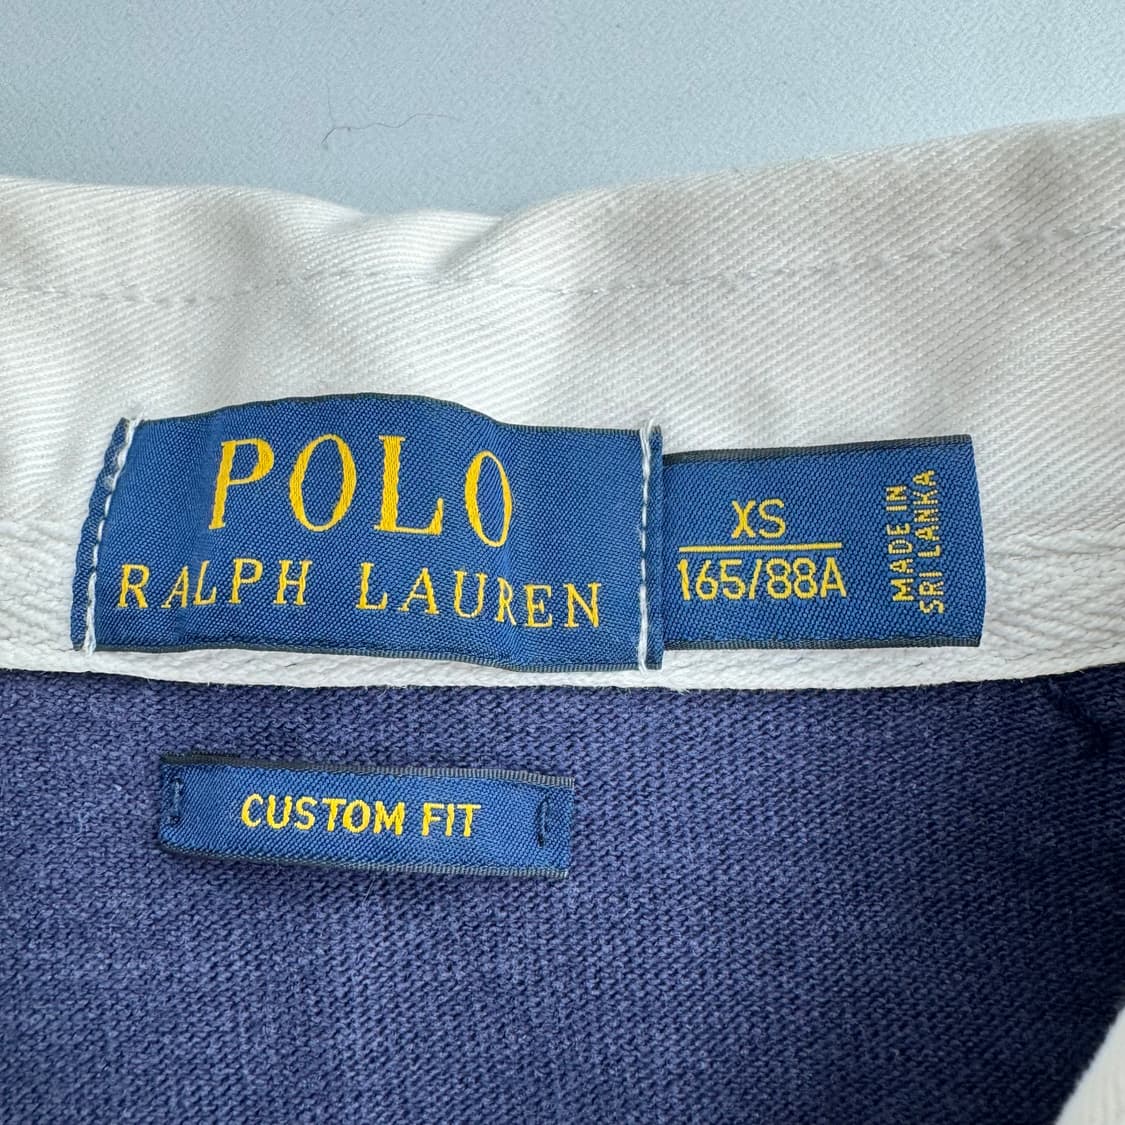 POLO
RALPH LAUREN
XS
165/88A
MADE IN
SRI LANKA
CUSTOM FIT